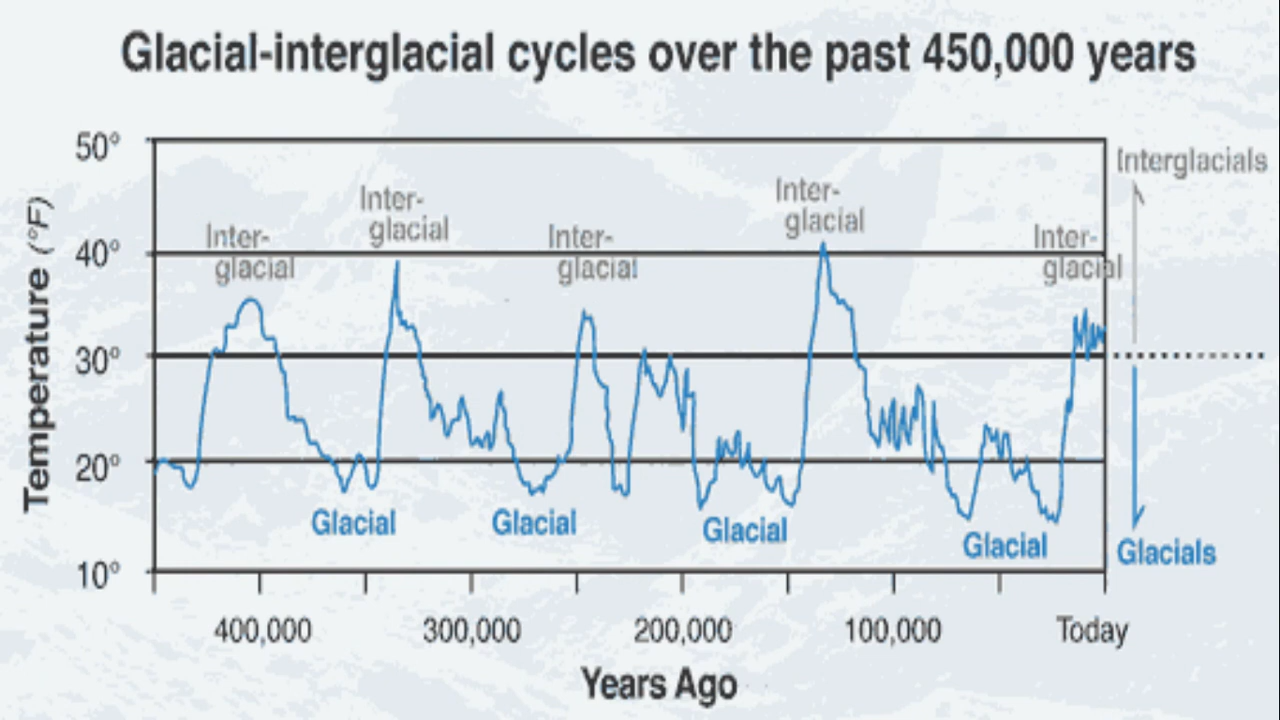 Glacial-interglacial cycles over the past 450,000 years
50°
40°
30°
20°
10°
Temperature (°F)
Inter-
glacial
Inter-
glacial
Inter-
glacial
Inter-
glacial
Inter-
glacial
Interglacials
Glacial
Glacial
Glacial
Glacial
Glacials
400,000
300,000
200,000
100,000
Today
Years Ago